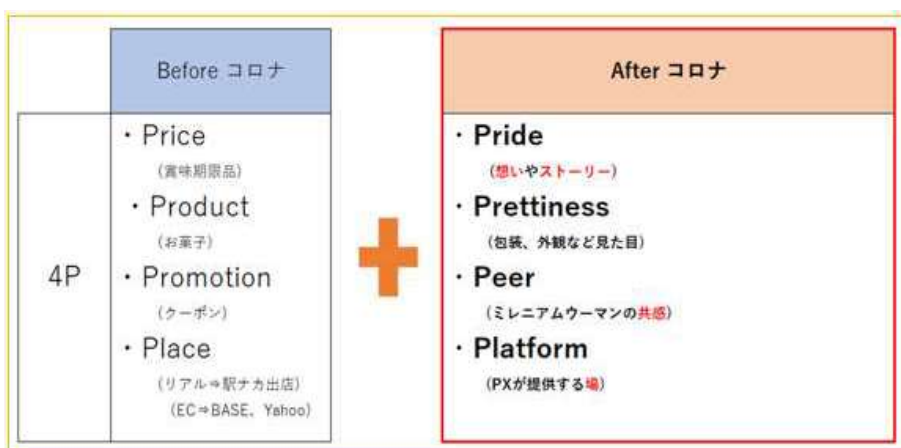 Before コロナ
After コロナ
4P
・Price
(賞味期限品)
・Product
(お菓子)
・Promotion
(クーポン)
・Place
(リアル⇒駅ナカ出店)
(EC⇒BASE、Yahoo)
・Pride
(想いやストーリー)
・Prettiness
(包装、外観など見た目)
・Peer
(ミレニアムウーマンの共感)
・Platform
(PXが提供する場)